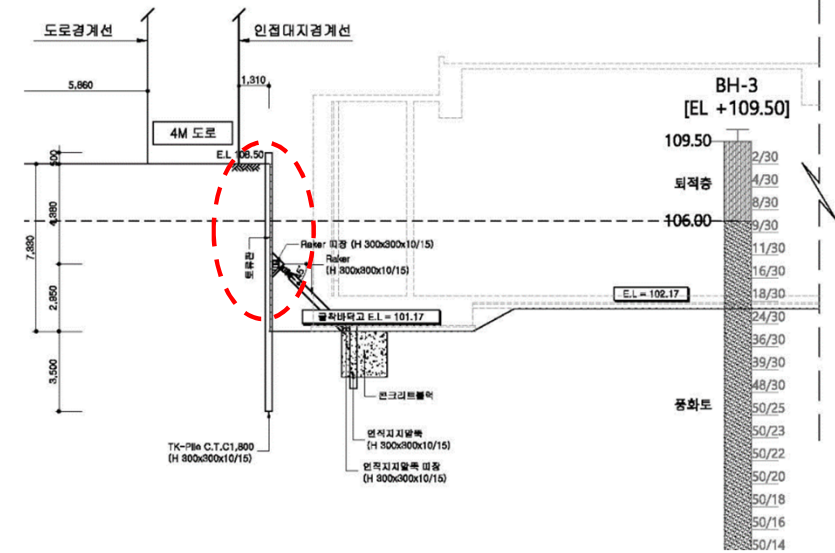 도로경계선
인접대지경계선
5,860
1,310
BH-3
[EL +109.50]
4M 도로
109.50
E.L 108.50
500
2/30
퇴적층
4/30
8/30
4,880
106.00
9/30
Raker 띠장 (H 300x300x10/15)
7,330
11/30
토류판
Raker
(H 300x300x10/15)
45°
16/30
2,950
E.L = 102.17
18/30
굴착바닥고 E.L = 101.17
24/30
36/30
39/30
3,500
48/30
콘크리트블럭
풍화토
50/25
50/23
연직지지말뚝
(H 300x300x10/15)
TK-Pile C.T.C1,800
(H 300x300x10/15)
50/22
연직지지말뚝 띠장
(H 300x300x10/15)
50/20
50/18
50/16
50/14